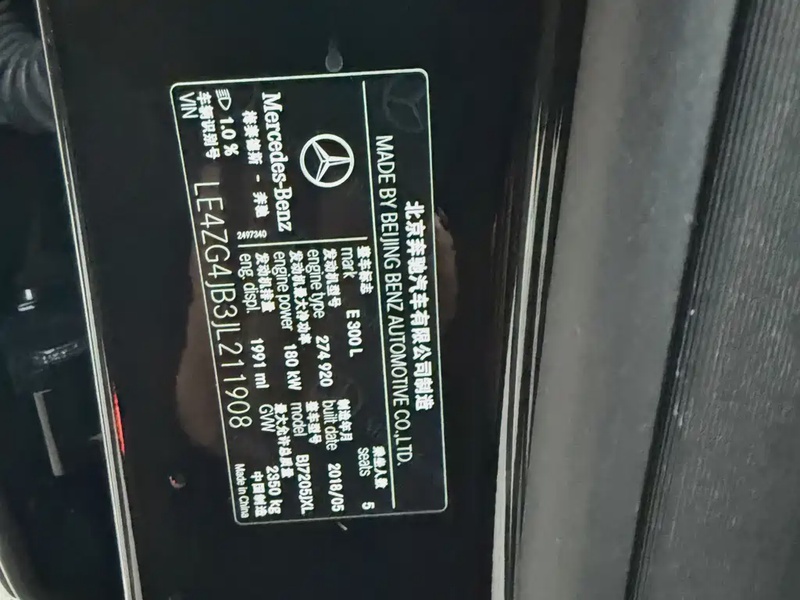 北京奔驰汽车有限公司制造
MADE BY BEIJING BENZ AUTOMOTIVE CO.,LTD.
Mercedes-Benz
梅赛德斯 - 奔驰
1.0 %
2497340
整车标志
mark E 300 L
乘坐人数
seats 5
发动机型号
engine type 274 920
制造年月
built date 2018/05
发动机最大净功率
engine power 180 kW
整车型号
model BJ7205JXL
发动机排量
eng. displ. 1991 ml
最大允许总质量
GVW 2350 kg
车辆识别号
VIN LE4ZG4JB3JL211908
中国制造
Made in China